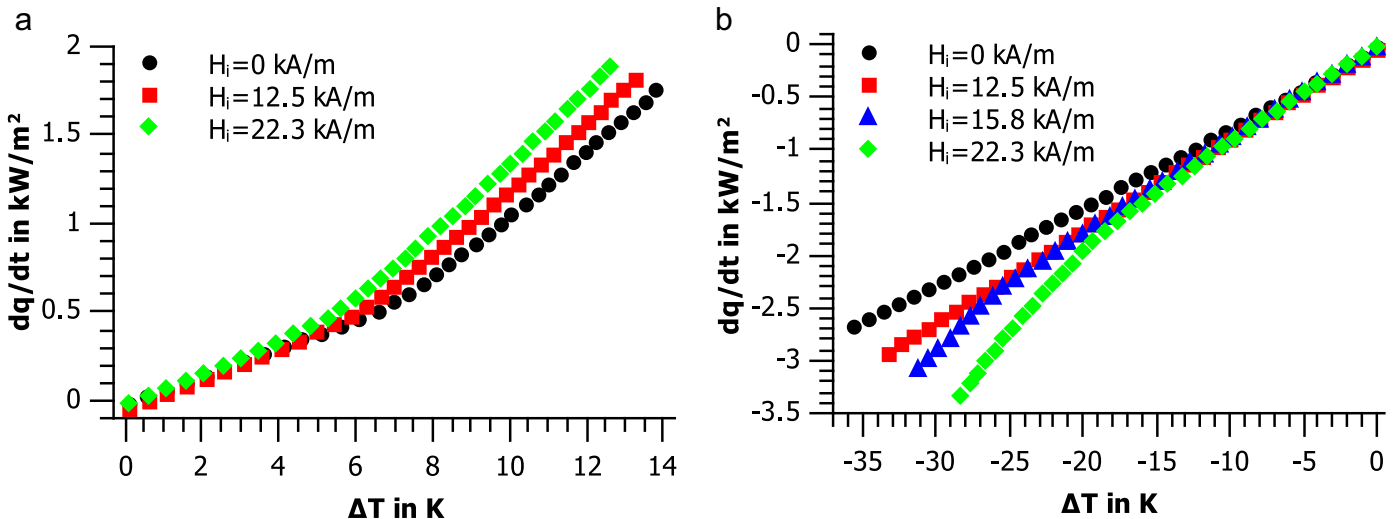 a
2
1.5
1
0.5
0
dq/dt in kW/m²
Hᵢ=0 kA/m
Hᵢ=12.5 kA/m
Hᵢ=22.3 kA/m
0 2 4 6 8 10 12 14
ΔT in K
b
0
-0.5
-1
-1.5
-2
-2.5
-3
-3.5
dq/dt in kW/m²
Hᵢ=0 kA/m
Hᵢ=12.5 kA/m
Hᵢ=15.8 kA/m
Hᵢ=22.3 kA/m
-35 -30 -25 -20 -15 -10 -5 0
ΔT in K